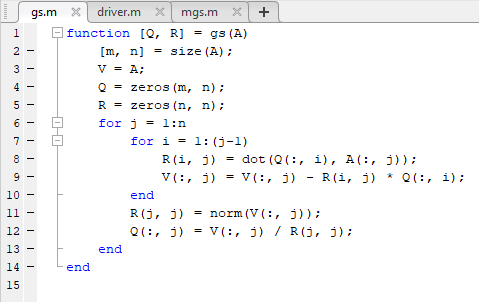 gs.m × driver.m × mgs.m × +
1 – function [Q, R] = gs(A)
2 – [m, n] = size(A);
3 – V = A;
4 – Q = zeros(m, n);
5 – R = zeros(n, n);
6 – for j = 1:n
7 – for i = 1:(j-1)
8 – R(i, j) = dot(Q(:, i), A(:, j));
9 – V(:, j) = V(:, j) - R(i, j) * Q(:, i);
10 – end
11 – R(j, j) = norm(V(:, j));
12 – Q(:, j) = V(:, j) / R(j, j);
13 – end
14 – end
15